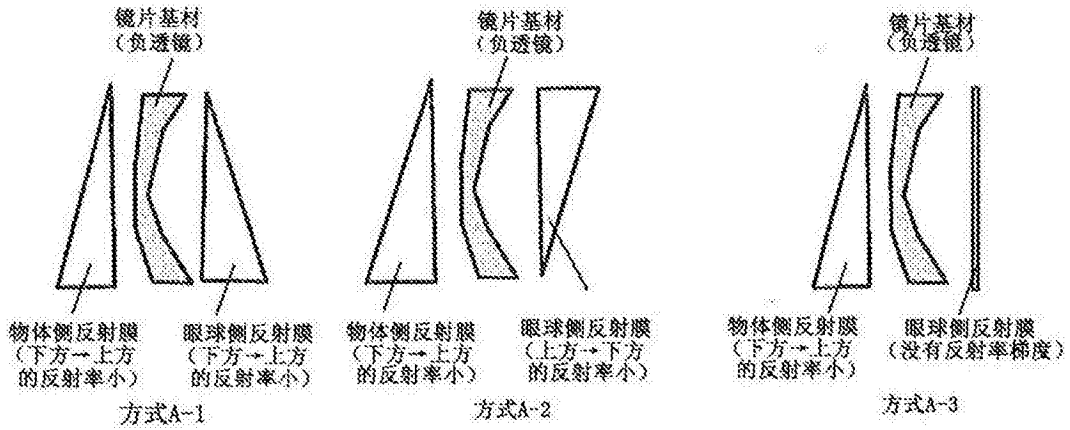 镜片基材
（负透镜）
物体侧反射膜
（下方→上方
的反射率小）
眼球侧反射膜
（下方→上方
的反射率小）
方式A-1
镜片基材
（负透镜）
物体侧反射膜
（下方→上方
的反射率小）
眼球侧反射膜
（上方→下方
的反射率小）
方式A-2
镜片基材
（负透镜）
物体侧反射膜
（下方→上方
的反射率小）
眼球侧反射膜
（没有反射率梯度）
方式A-3